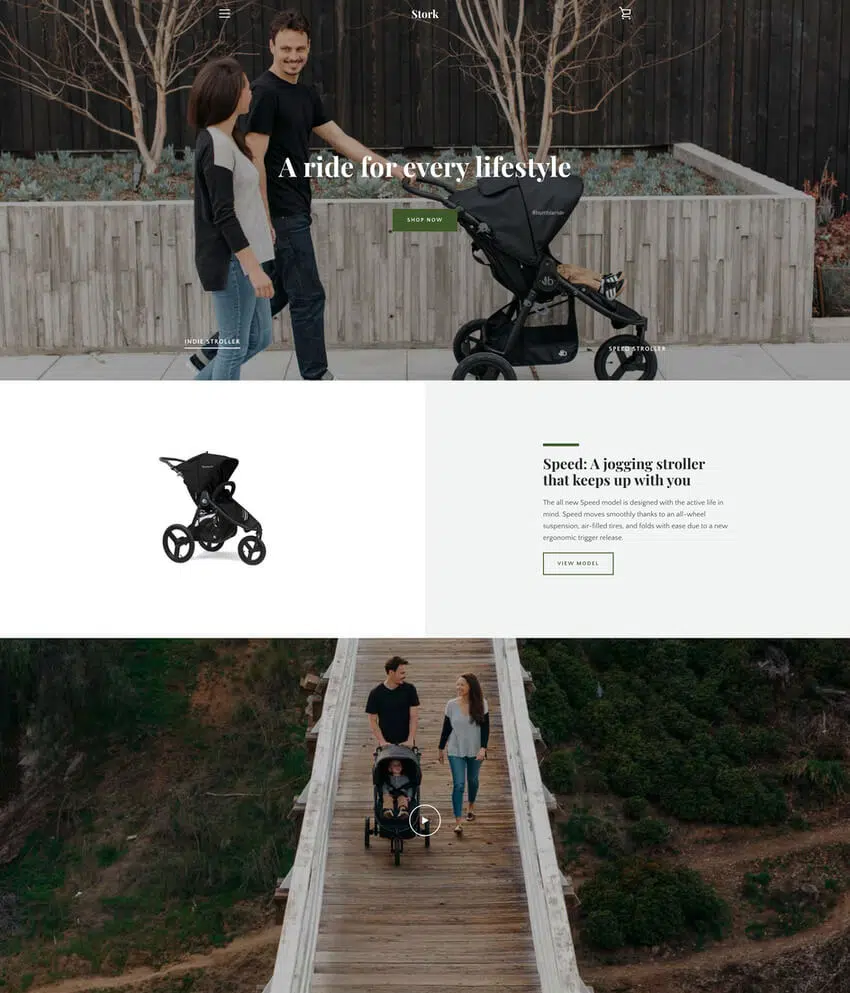 Stork
A ride for every lifestyle
SHOP NOW
INDIE STROLLER
SPEED STROLLER
Speed: A jogging stroller
that keeps up with you
The all new Speed model is designed with the active life in
mind. Speed moves smoothly thanks to an all-wheel
suspension, air-filled tires, and folds with ease due to a new
ergonomic trigger release.
VIEW MODEL